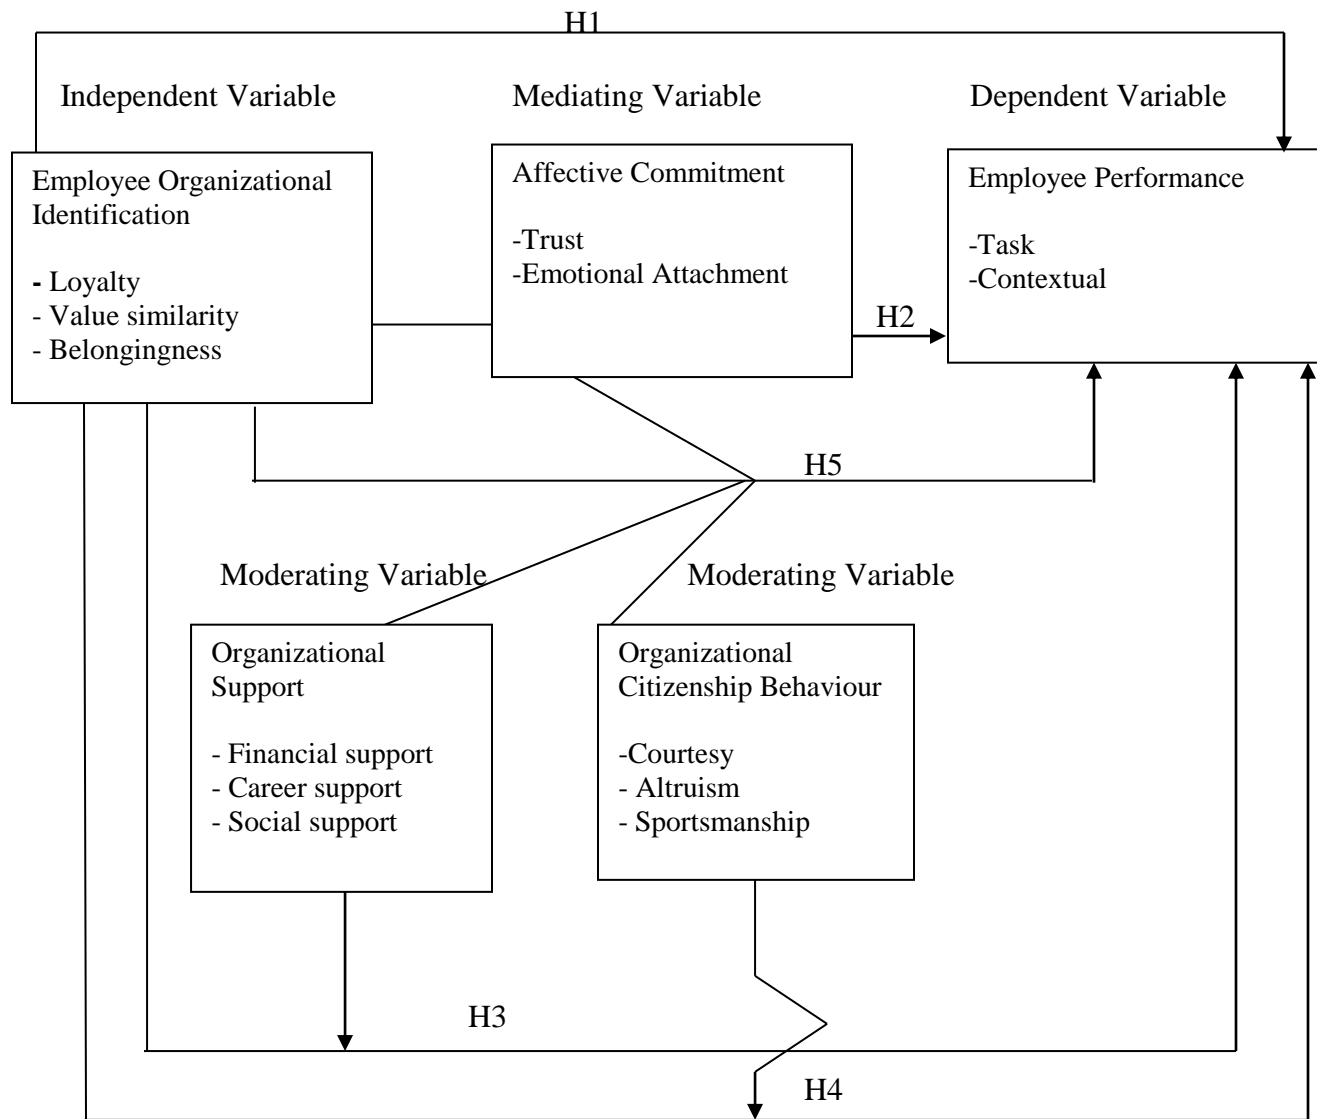 H1
Independent Variable
Mediating Variable
Dependent Variable
Employee Organizational
Identification
- Loyalty
- Value similarity
- Belongingness
Affective Commitment
-Trust
-Emotional Attachment
H2
Employee Performance
-Task
-Contextual
H5
Moderating Variable
Moderating Variable
Organizational
Support
- Financial support
- Career support
- Social support
Organizational
Citizenship Behaviour
-Courtesy
- Altruism
- Sportsmanship
H3
H4